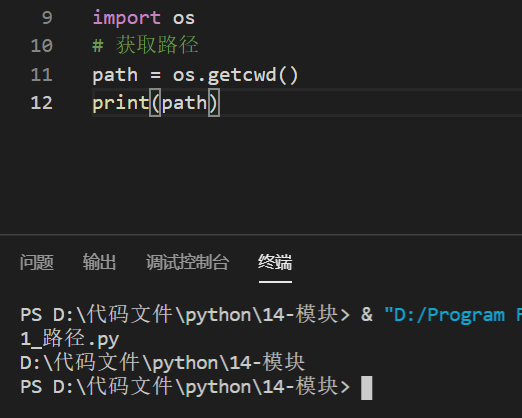 9 import os
10 # 获取路径
11 path = os.getcwd()
12 print(path)
问题 输出 调试控制台 终端
PS D:\代码文件\python\14-模块> & "D:/Program F
1_路径.py
D:\代码文件\python\14-模块
PS D:\代码文件\python\14-模块>